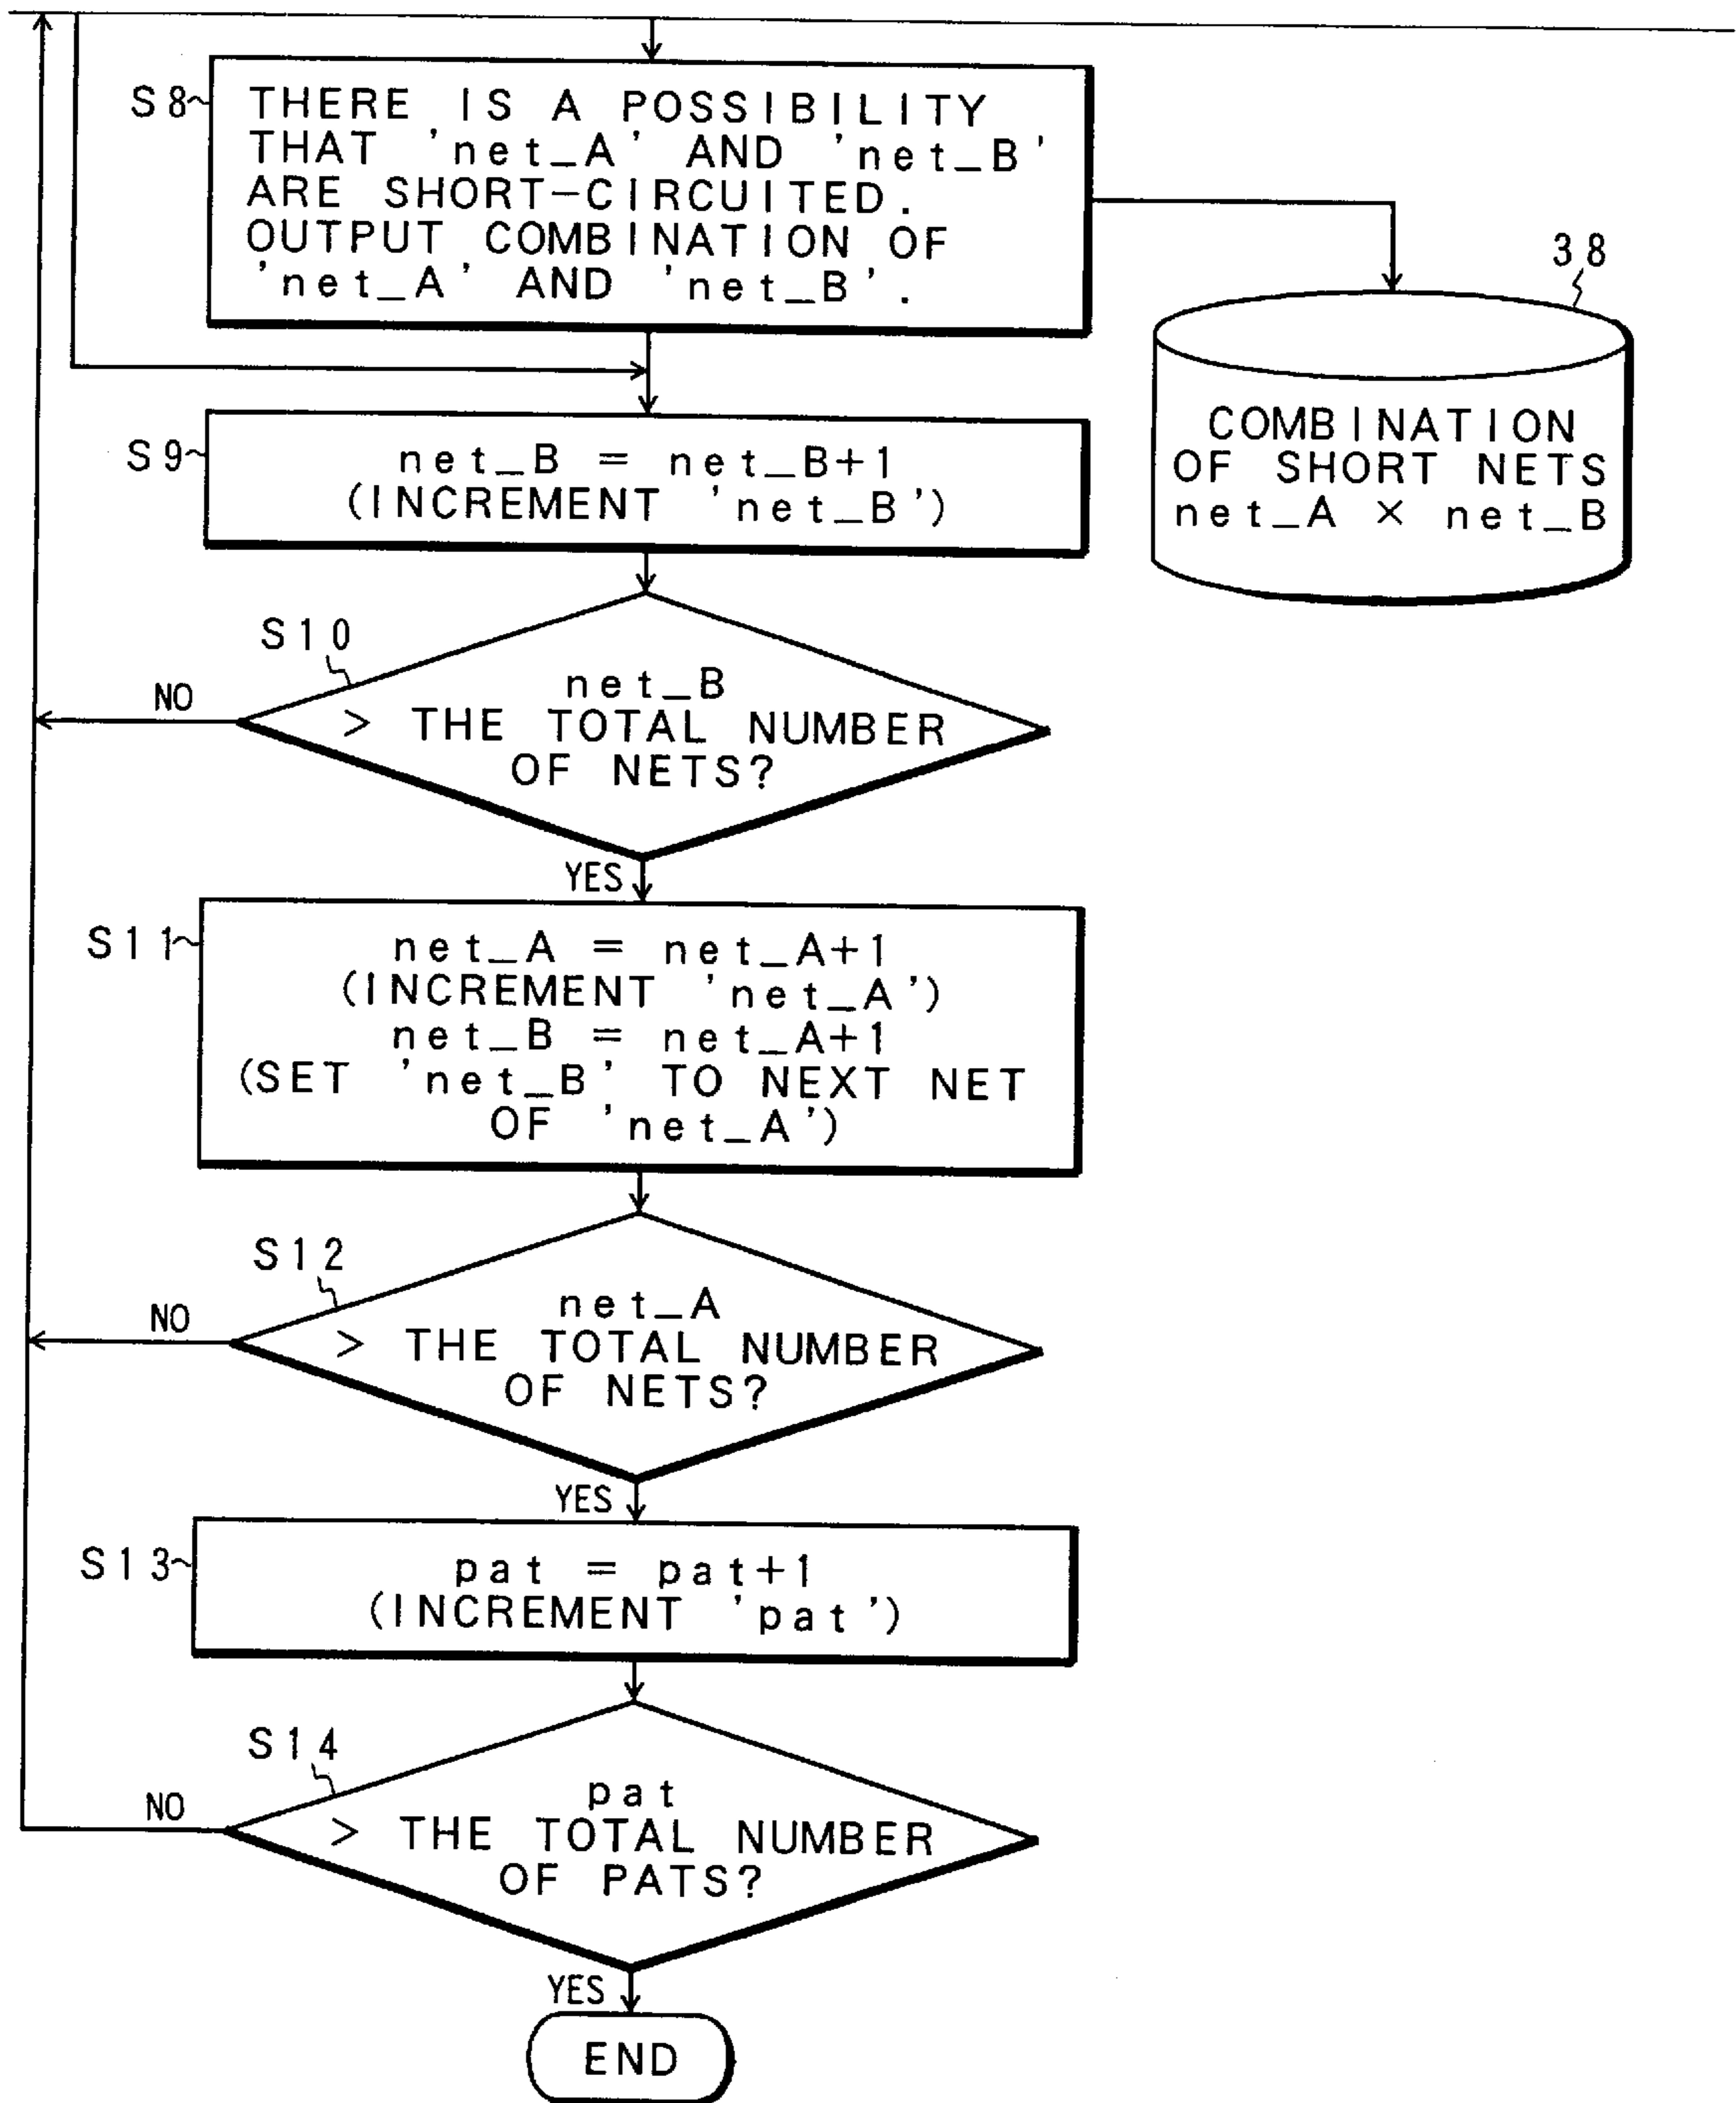 S8
THERE IS A POSSIBILITY
THAT 'net_A' AND 'net_B'
ARE SHORT-CIRCUITED.
OUTPUT COMBINATION OF
'net_A' AND 'net_B'.
38
COMBINATION
OF SHORT NETS
net_A × net_B
S9
net_B = net_B+1
(INCREMENT 'net_B')
S10
NO
net_B
> THE TOTAL NUMBER
OF NETS?
YES
S11
net_A = net_A+1
(INCREMENT 'net_A')
net_B = net_A+1
(SET 'net_B' TO NEXT NET
OF 'net_A')
S12
NO
net_A
> THE TOTAL NUMBER
OF NETS?
YES
S13
pat = pat+1
(INCREMENT 'pat')
S14
NO
pat
> THE TOTAL NUMBER
OF PATS?
YES
END